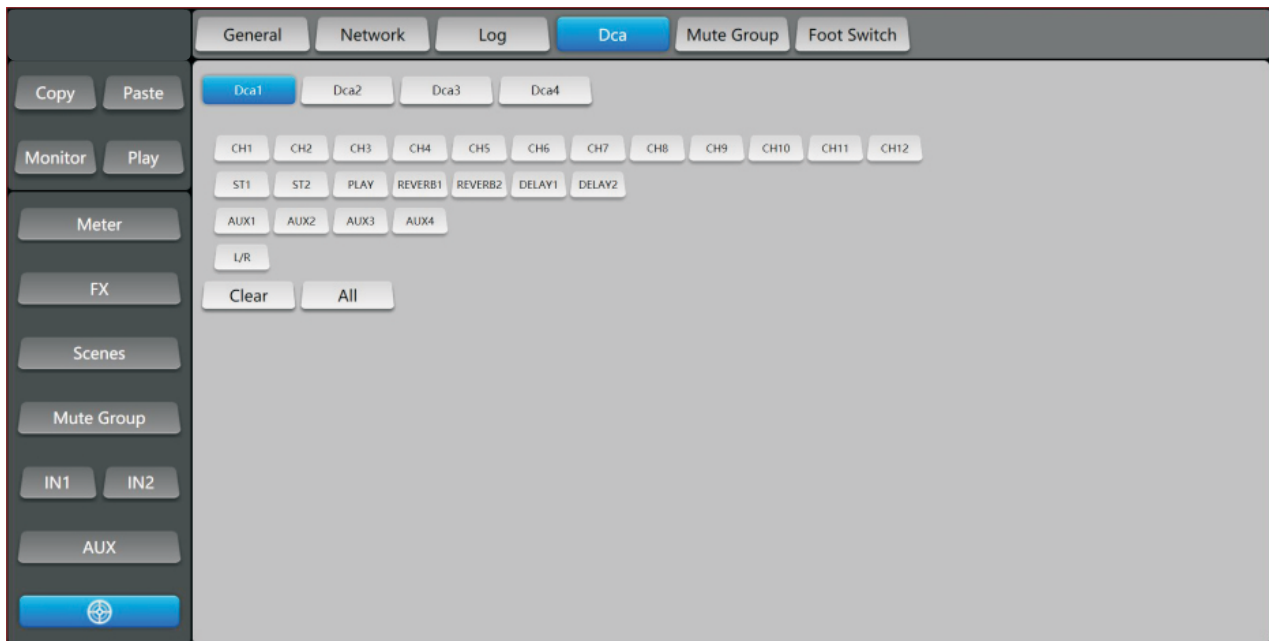 General Network Log Dca Mute Group Foot Switch
Copy Paste
Monitor Play
Meter
FX
Scenes
Mute Group
IN1 IN2
AUX
Dca1 Dca2 Dca3 Dca4
CH1 CH2 CH3 CH4 CH5 CH6 CH7 CH8 CH9 CH10 CH11 CH12
ST1 ST2 PLAY REVERB1 REVERB2 DELAY1 DELAY2
AUX1 AUX2 AUX3 AUX4
L/R
Clear All